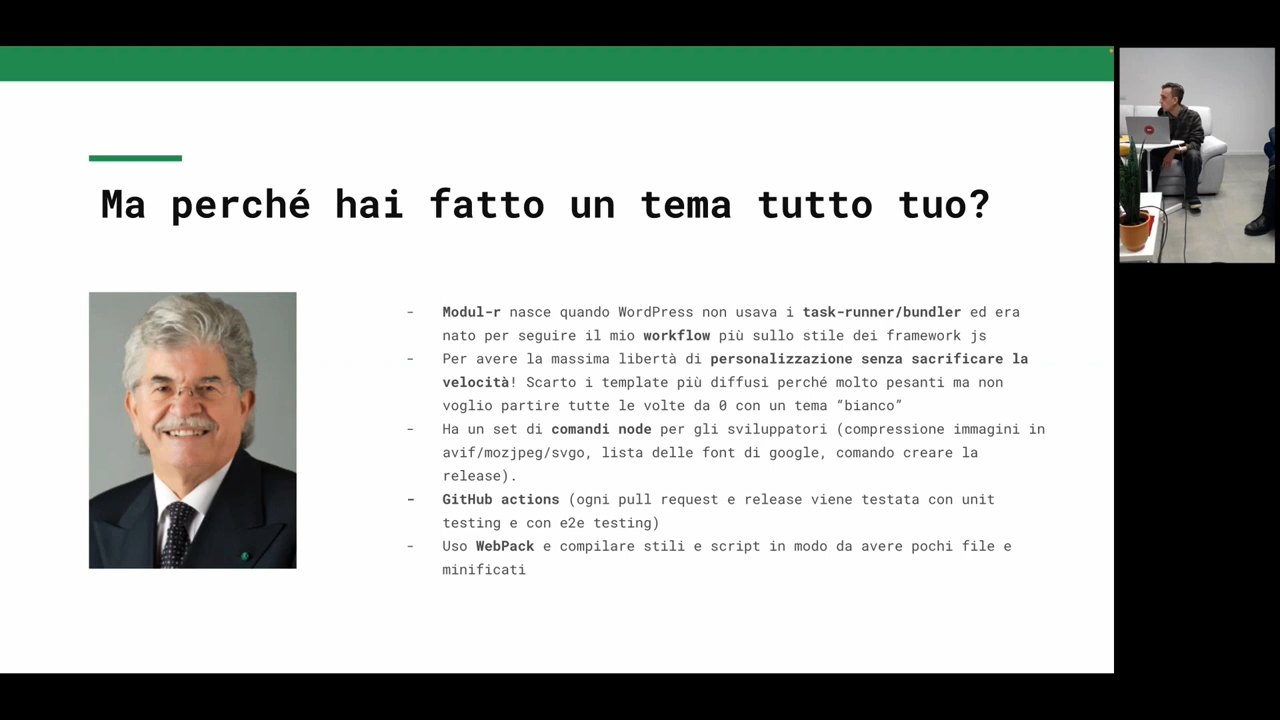 Ma perché hai fatto un tema tutto tuo?
- Modul-r nasce quando WordPress non usava i task-runner/bundler ed era
nato per seguire il mio workflow più sullo stile dei framework js
- Per avere la massima libertà di personalizzazione senza sacrificare la
velocità! Scarto i template più diffusi perché molto pesanti ma non
voglio partire tutte le volte da 0 con un tema “bianco”
- Ha un set di comandi node per gli sviluppatori (compressione immagini in
avif/mozjpeg/svgo, lista delle font di google, comando creare la
release).
- GitHub actions (ogni pull request e release viene testata con unit
testing e con e2e testing)
- Uso WebPack e compilare stili e script in modo da avere pochi file e
minificati